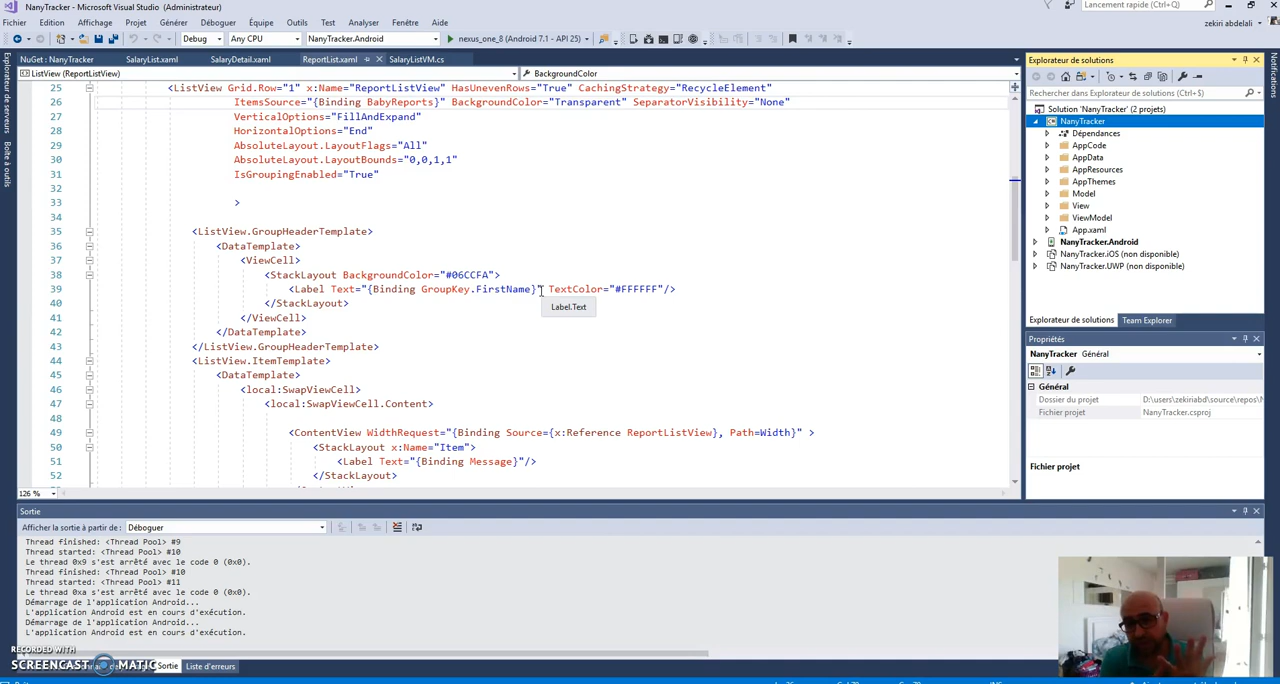 NanyTracker - Microsoft Visual Studio (Administrateur)
Lancement rapide (Ctrl+Q)
Fichier Edition Affichage Projet Générer Déboguer Équipe Outils Test Analyser Fenêtre Aide
zekiri abdelali
Debug Any CPU NanyTracker.Android nexus_one_8 (Android 7.1 - API 25)
Explorateur de serveurs
Boîte à outils
Notifications
NuGet : NanyTracker SalaryList.xaml SalaryDetail.xaml ReportList.xaml SalaryListVM.cs
ListView (ReportListView) BackgroundColor
25 <ListView Grid.Row="1" x:Name="ReportListView" HasUnevenRows="True" CachingStrategy="RecycleElement"
26 ItemsSource="{Binding BabyReports}" BackgroundColor="Transparent" SeparatorVisibility="None"
27 VerticalOptions="FillAndExpand"
28 HorizontalOptions="End"
29 AbsoluteLayout.LayoutFlags="All"
30 AbsoluteLayout.LayoutBounds="0,0,1,1"
31 IsGroupingEnabled="True"
32
33 >
34
35 <ListView.GroupHeaderTemplate>
36 <DataTemplate>
37 <ViewCell>
38 <StackLayout BackgroundColor="#06CCFA">
39 <Label Text="{Binding GroupKey.FirstName}" TextColor="#FFFFFF"/>
Label.Text
40 </StackLayout>
41 </ViewCell>
42 </DataTemplate>
43 </ListView.GroupHeaderTemplate>
44 <ListView.ItemTemplate>
45 <DataTemplate>
46 <local:SwapViewCell>
47 <local:SwapViewCell.Content>
48
49 <ContentView WidthRequest="{Binding Source={x:Reference ReportListView}, Path=Width}" >
50 <StackLayout x:Name="Item">
51 <Label Text="{Binding Message}"/>
52 </StackLayout>
126 %
Explorateur de solutions
Rechercher dans Explorateur de solutions (Ctrl+$)
Solution 'NanyTracker' (2 projets)
NanyTracker
Dépendances
AppCode
AppData
AppResources
AppThemes
Model
View
ViewModel
App.xaml
NanyTracker.Android
NanyTracker.iOS (non disponible)
NanyTracker.UWP (non disponible)
Explorateur de solutions Team Explorer
Propriétés
NanyTracker Général
Général
Dossier du projet D:\users\zekiriabd\source\repos\N
Fichier projet NanyTracker.csproj
Fichier projet
Sortie
Afficher la sortie à partir de : Déboguer
Thread finished: <Thread Pool> #9
Thread started: <Thread Pool> #10
Le thread 0x9 s'est arrêté avec le code 0 (0x0).
Thread finished: <Thread Pool> #10
Thread started: <Thread Pool> #11
Le thread 0xa s'est arrêté avec le code 0 (0x0).
Démarrage de l'application Android...
L'application Android est en cours d'exécution.
Démarrage de l'application Android...
L'application Android est en cours d'exécution.
RECORDED WITH
SCREENCAST MATIC
Sortie Liste d'erreurs